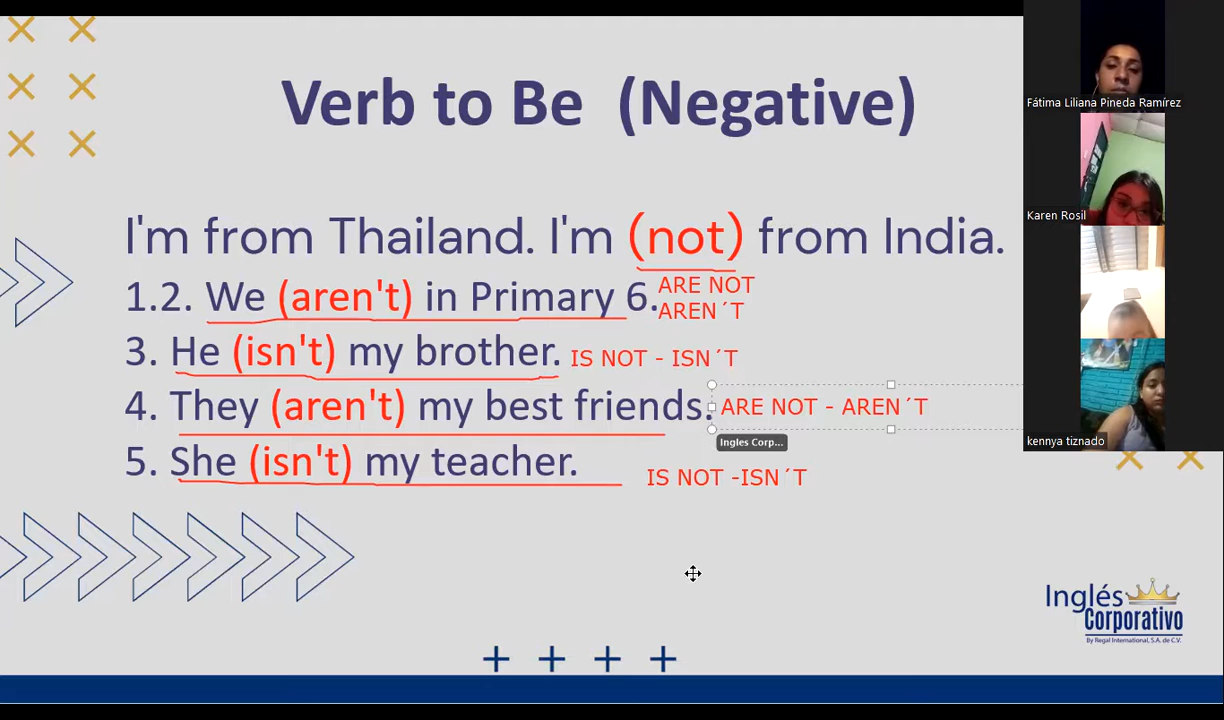 Verb to Be (Negative)
I'm from Thailand. I'm (not) from India.
1.2. We (aren't) in Primary 6.
ARE NOT
AREN´T
3. He (isn't) my brother. IS NOT - ISN´T
4. They (aren't) my best friends. ARE NOT - AREN´T
Ingles Corp...
5. She (isn't) my teacher. IS NOT -ISN´T
Fátima Liliana Pineda Ramírez
Karen Rosil
kennya tiznado
Inglés
Corporativo
By Regal International, S.A. de C.V.